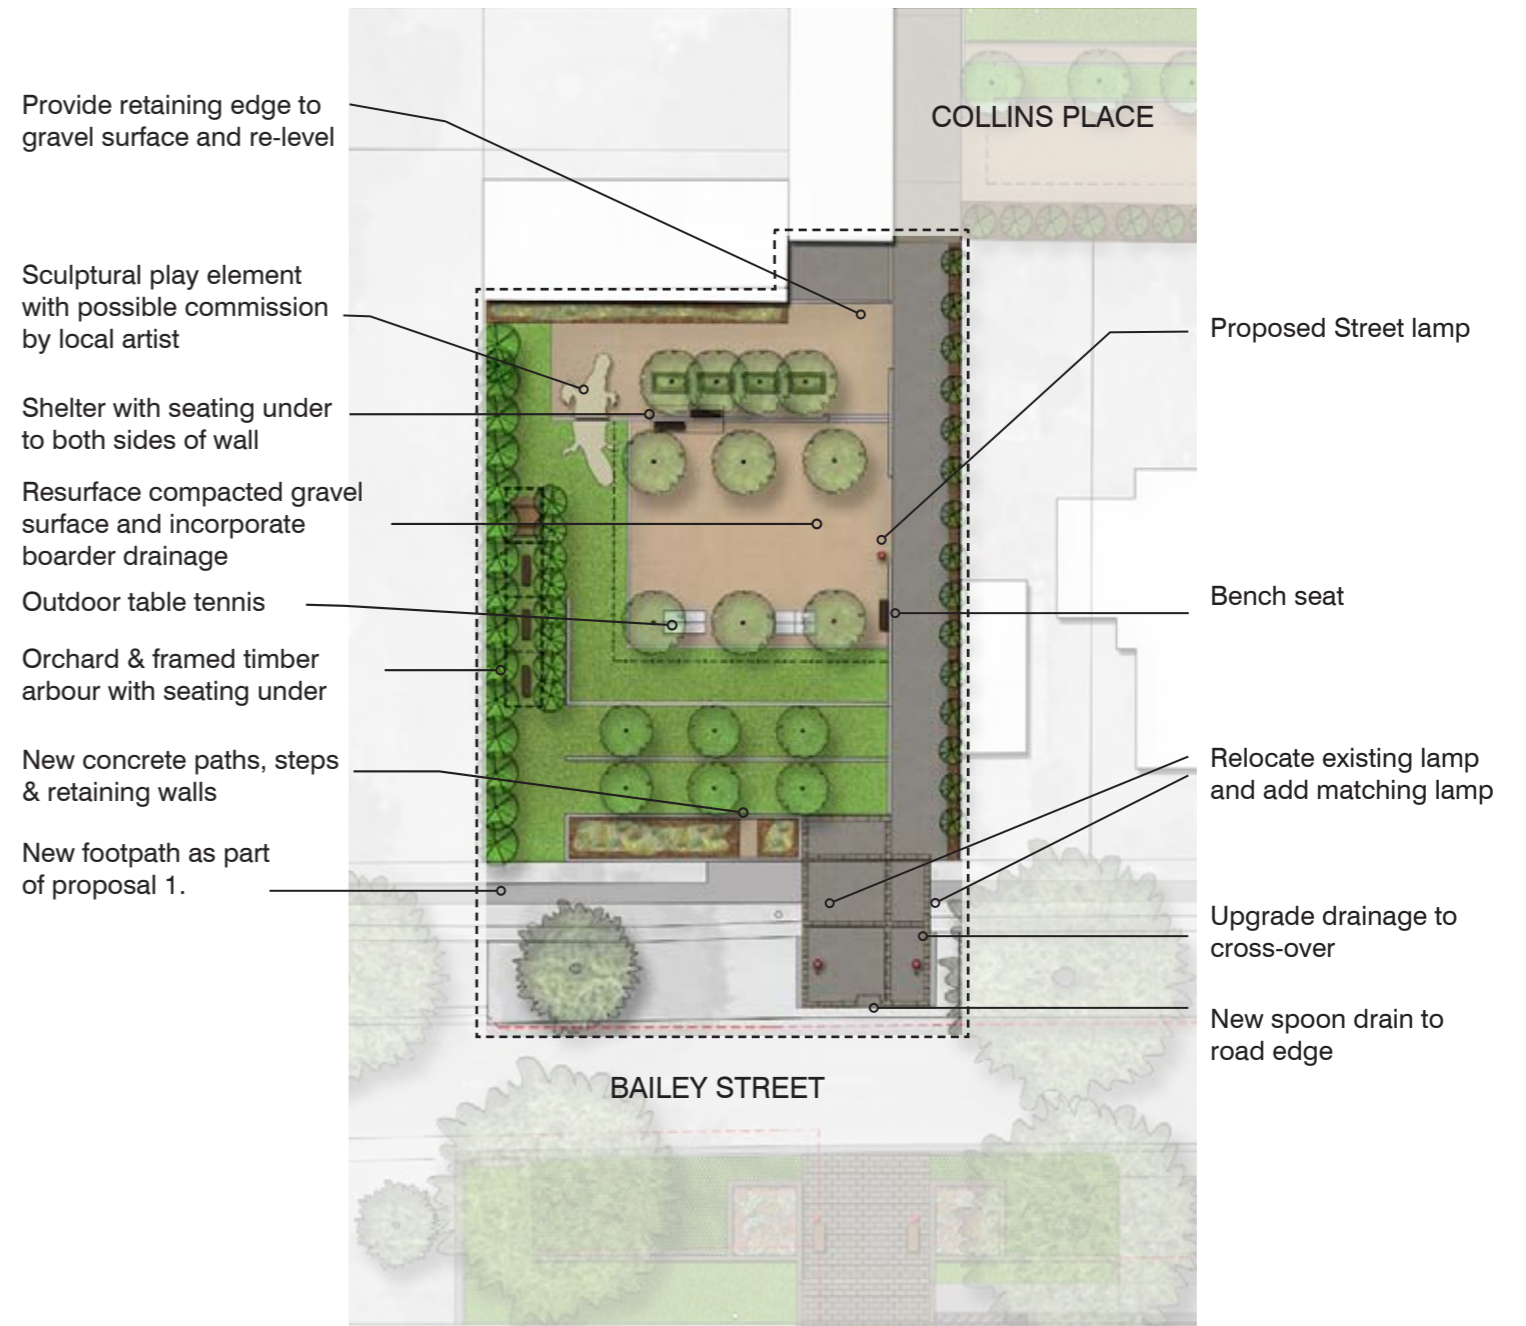 Provide retaining edge to
gravel surface and re-level
Sculptural play element
with possible commission
by local artist
Shelter with seating under
to both sides of wall
Resurface compacted gravel
surface and incorporate
boarder drainage
Outdoor table tennis
Orchard & framed timber
arbour with seating under
New concrete paths, steps
& retaining walls
New footpath as part
of proposal 1.
COLLINS PLACE
BAILEY STREET
Proposed Street lamp
Bench seat
Relocate existing lamp
and add matching lamp
Upgrade drainage to
cross-over
New spoon drain to
road edge